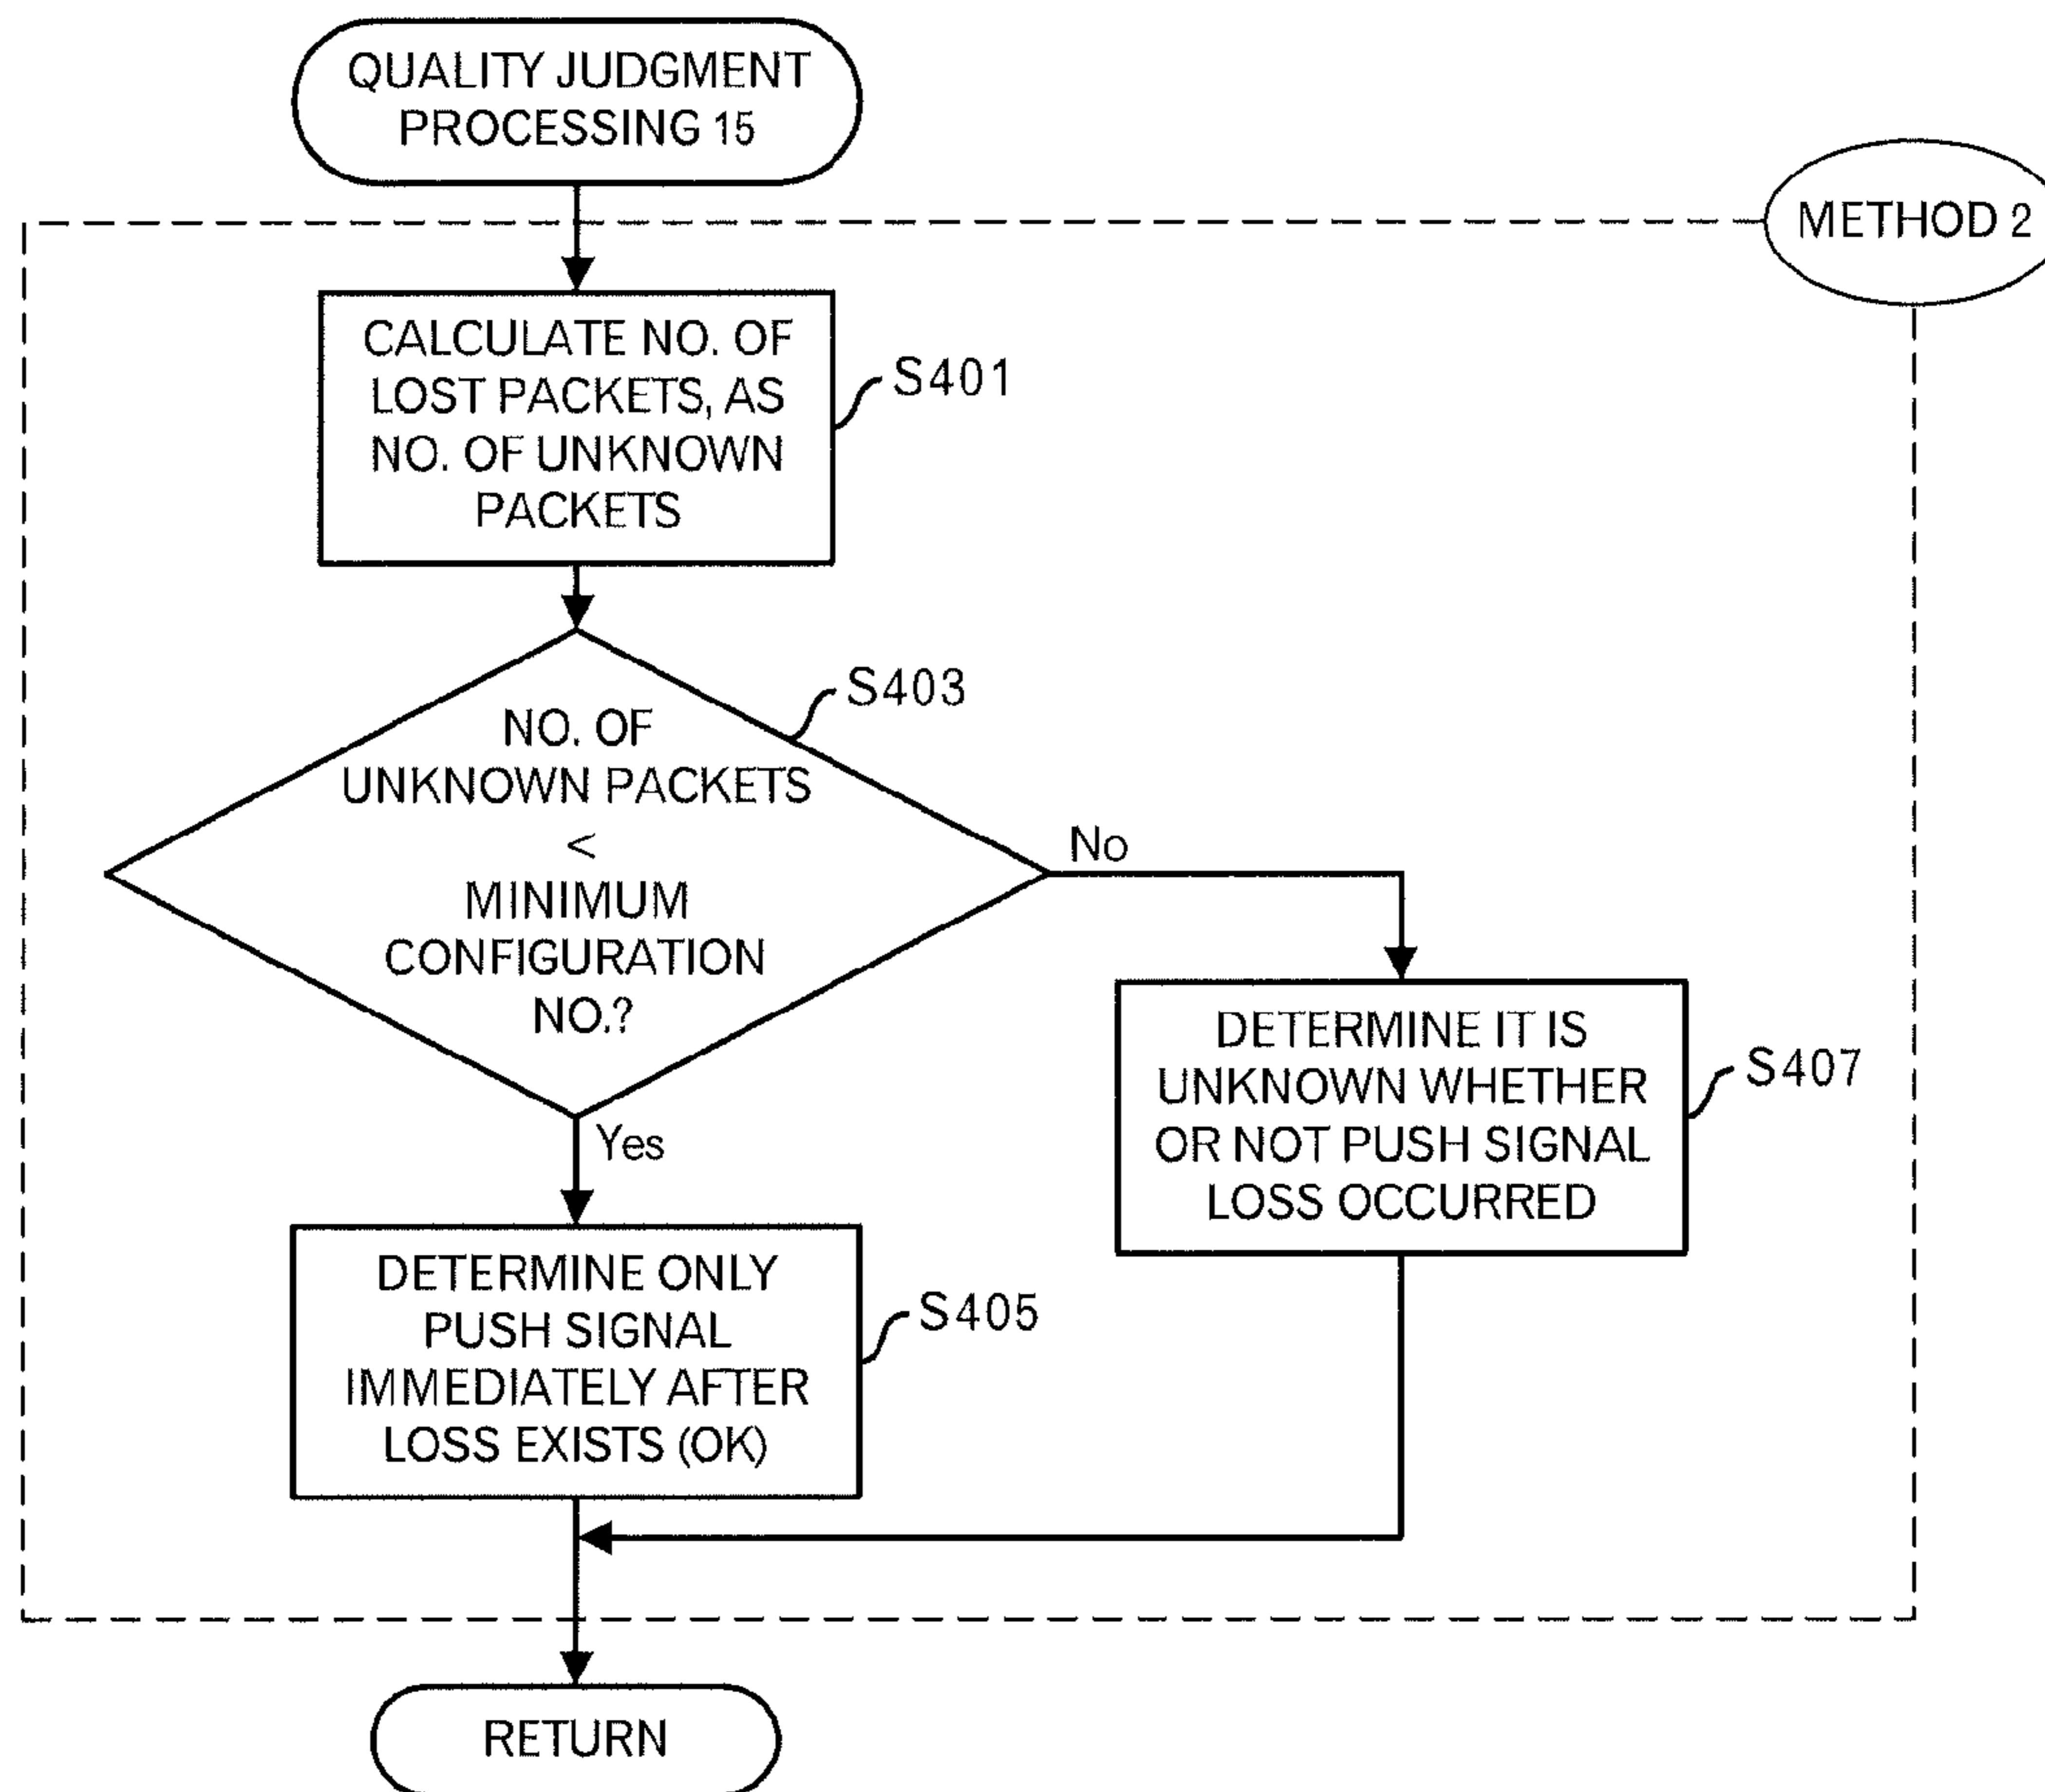 QUALITY JUDGMENT
PROCESSING 15
METHOD 2
CALCULATE NO. OF
LOST PACKETS, AS
NO. OF UNKNOWN
PACKETS
S401
S403
NO. OF
UNKNOWN PACKETS
<
MINIMUM
CONFIGURATION
NO.?
No
Yes
DETERMINE IT IS
UNKNOWN WHETHER
OR NOT PUSH SIGNAL
LOSS OCCURRED
S407
DETERMINE ONLY
PUSH SIGNAL
IMMEDIATELY AFTER
LOSS EXISTS (OK)
S405
RETURN